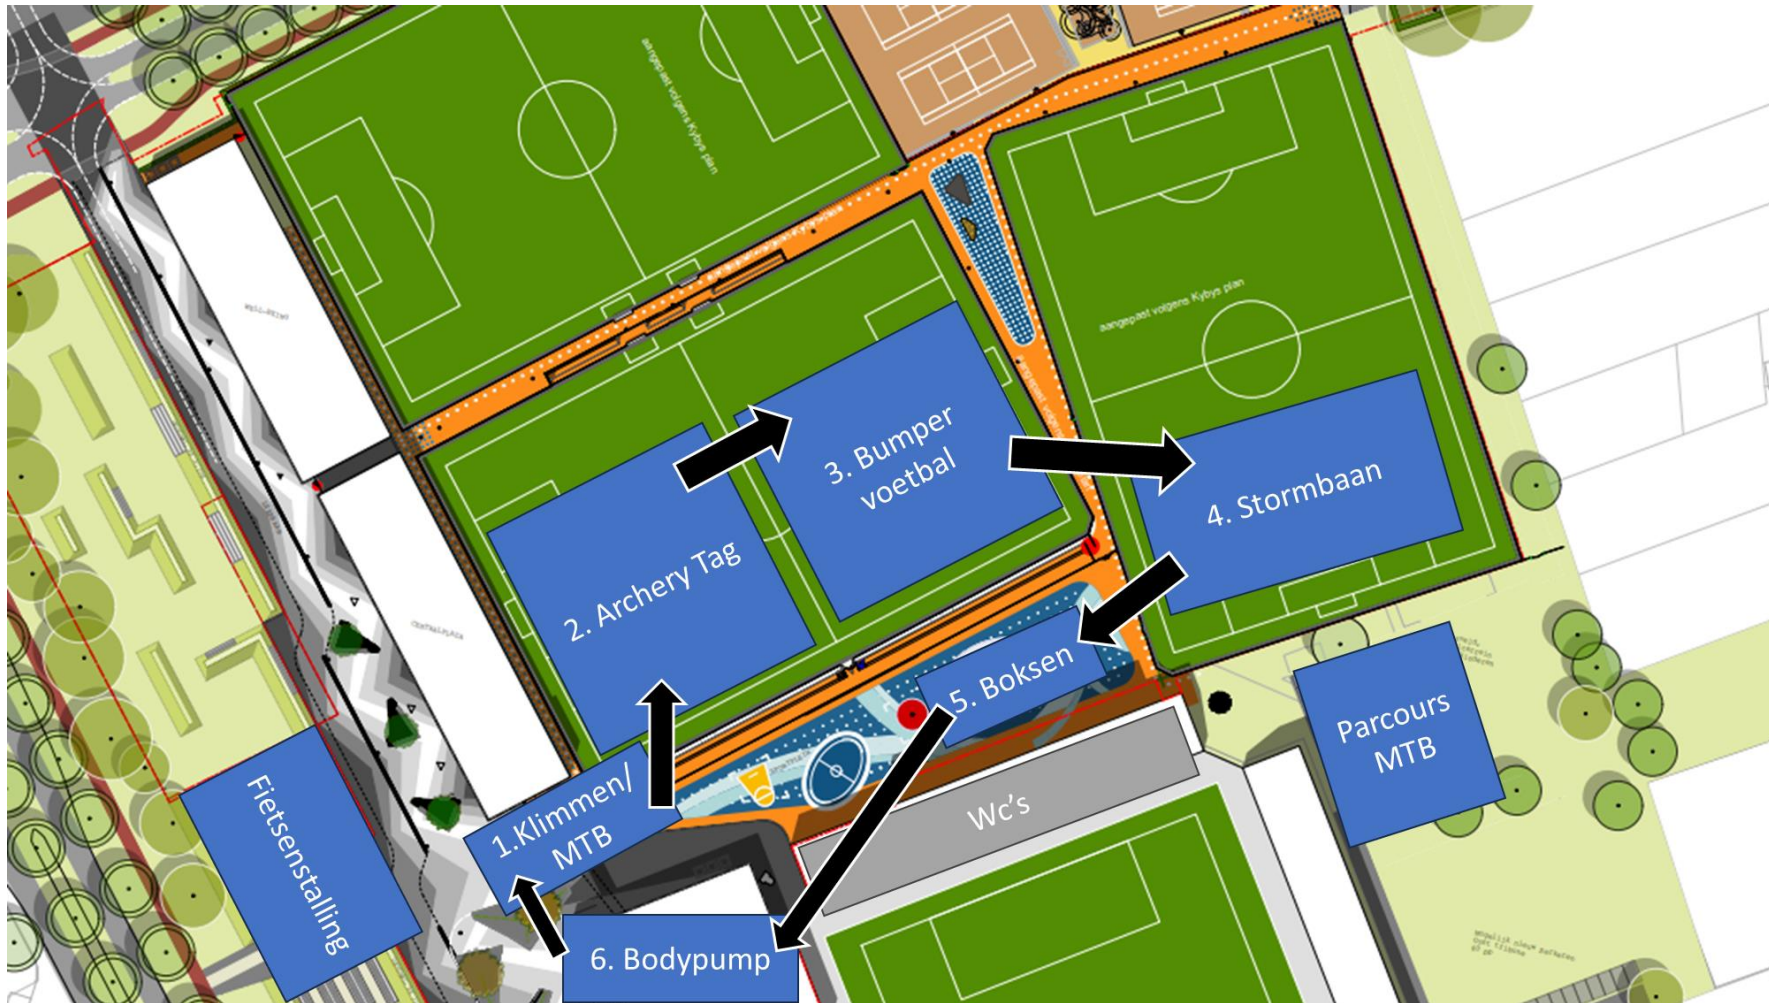 aangepast volgens Kybys plan
aangepast volgens Kybys plan
3. Bumper
voetbal
4. Stormbaan
2. Archery Tag
5. Boksen
Parcours
MTB
1.Klimmen/
MTB
Wc's
Fietsenstalling
6. Bodypump